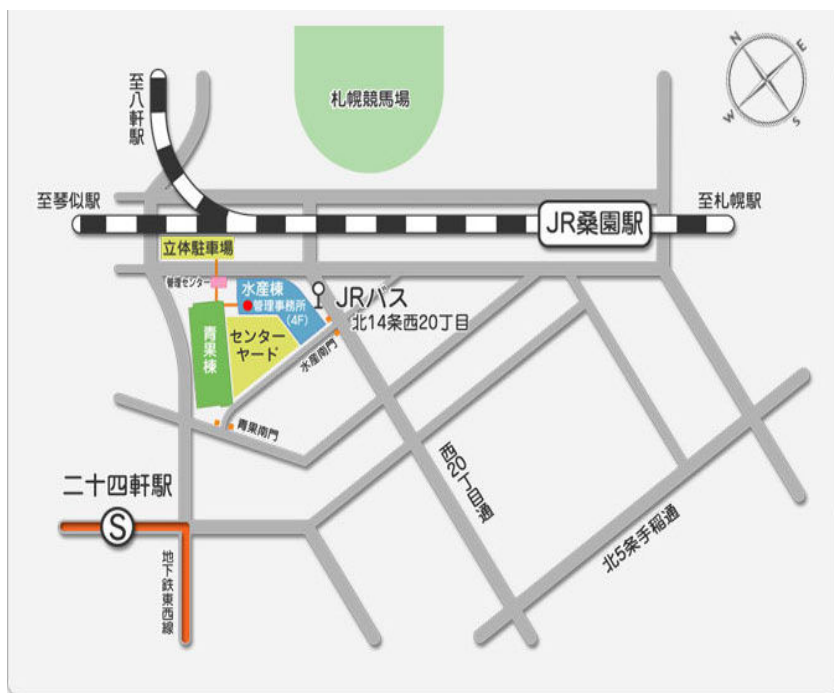 N
E
W
S
至八軒駅
札幌競馬場
至琴似駅
JR桑園駅
至札幌駅
立体駐車場
管理センター
水産棟
管理事務所
(4F)
JRバス
北14条西20丁目
青果棟
センター
ヤード
水産南門
青果南門
西20丁目通
二十四軒駅
S
地下鉄東西線
北5条手稲通